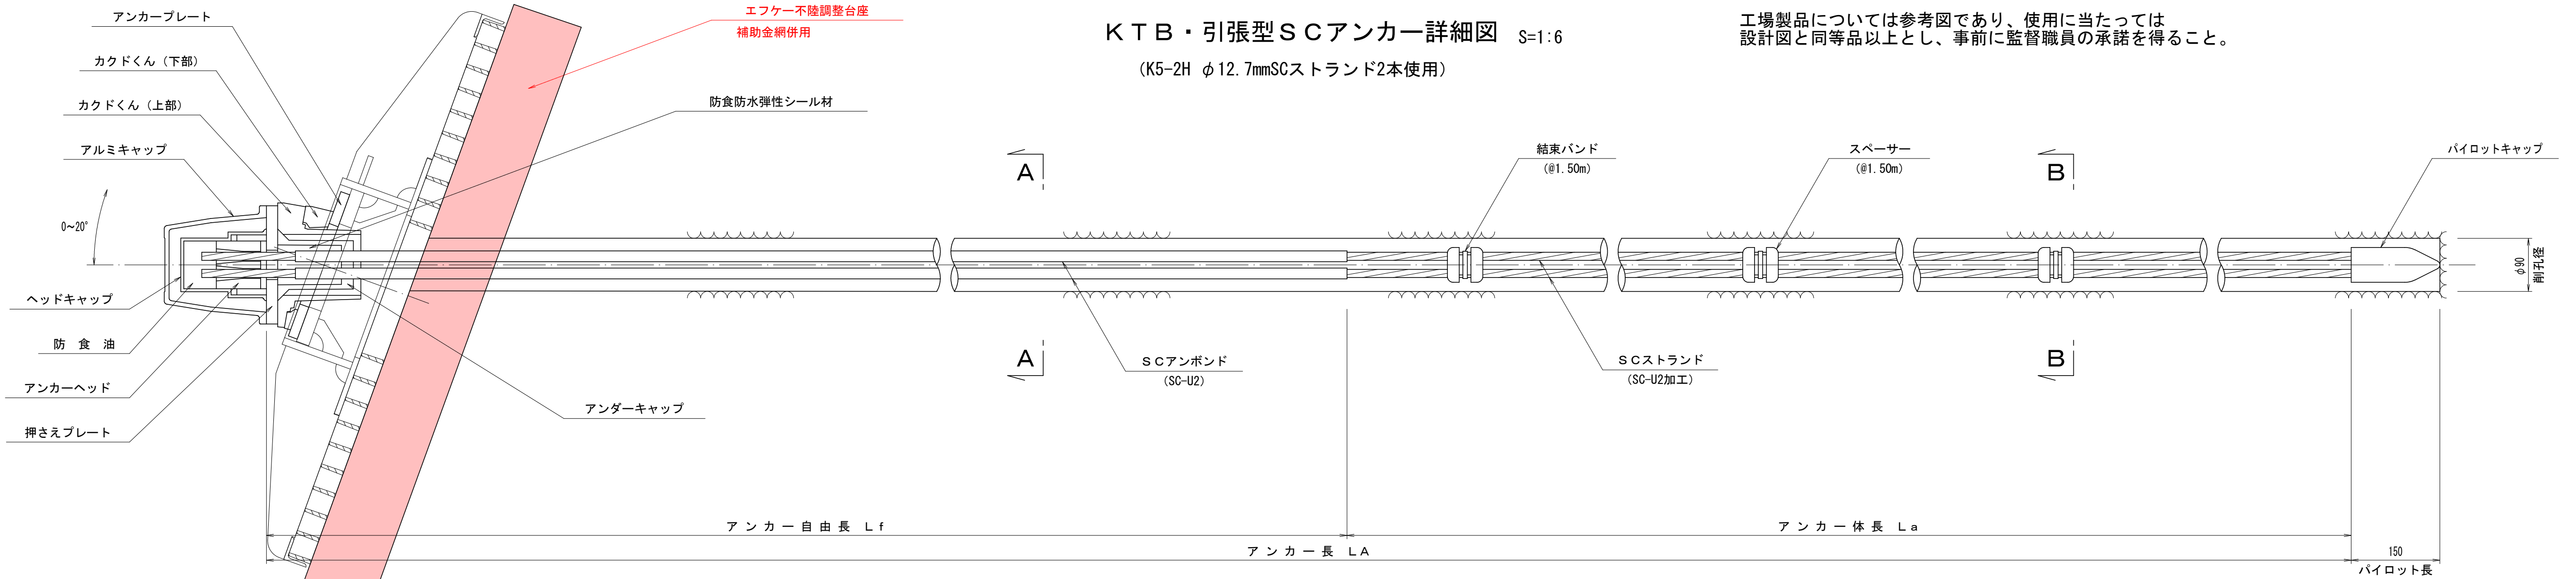 KTB・引張型SCアンカー詳細図 S=1:6
(K5-2H φ12.7mmSCストランド2本使用)
工場製品については参考図であり、使用に当たっては
設計図と同等品以上とし、事前に監督職員の承諾を得ること。
エフケー不陸調整台座
補助金網併用
アンカープレート
カクドくん(下部)
カクドくん(上部)
アルミキャップ
防食防水弾性シール材
0~20°
ヘッドキャップ
防食油
アンカーヘッド
押さえプレート
アンダーキャップ
A
A
結束バンド
(@1.50m)
スペーサー
(@1.50m)
B
B
パイロットキャップ
φ90
削孔径
SCアンボンド
(SC-U2)
SCストランド
(SC-U2加工)
アンカー自由長 Lf
アンカー体長 La
アンカー長 LA
150
パイロット長